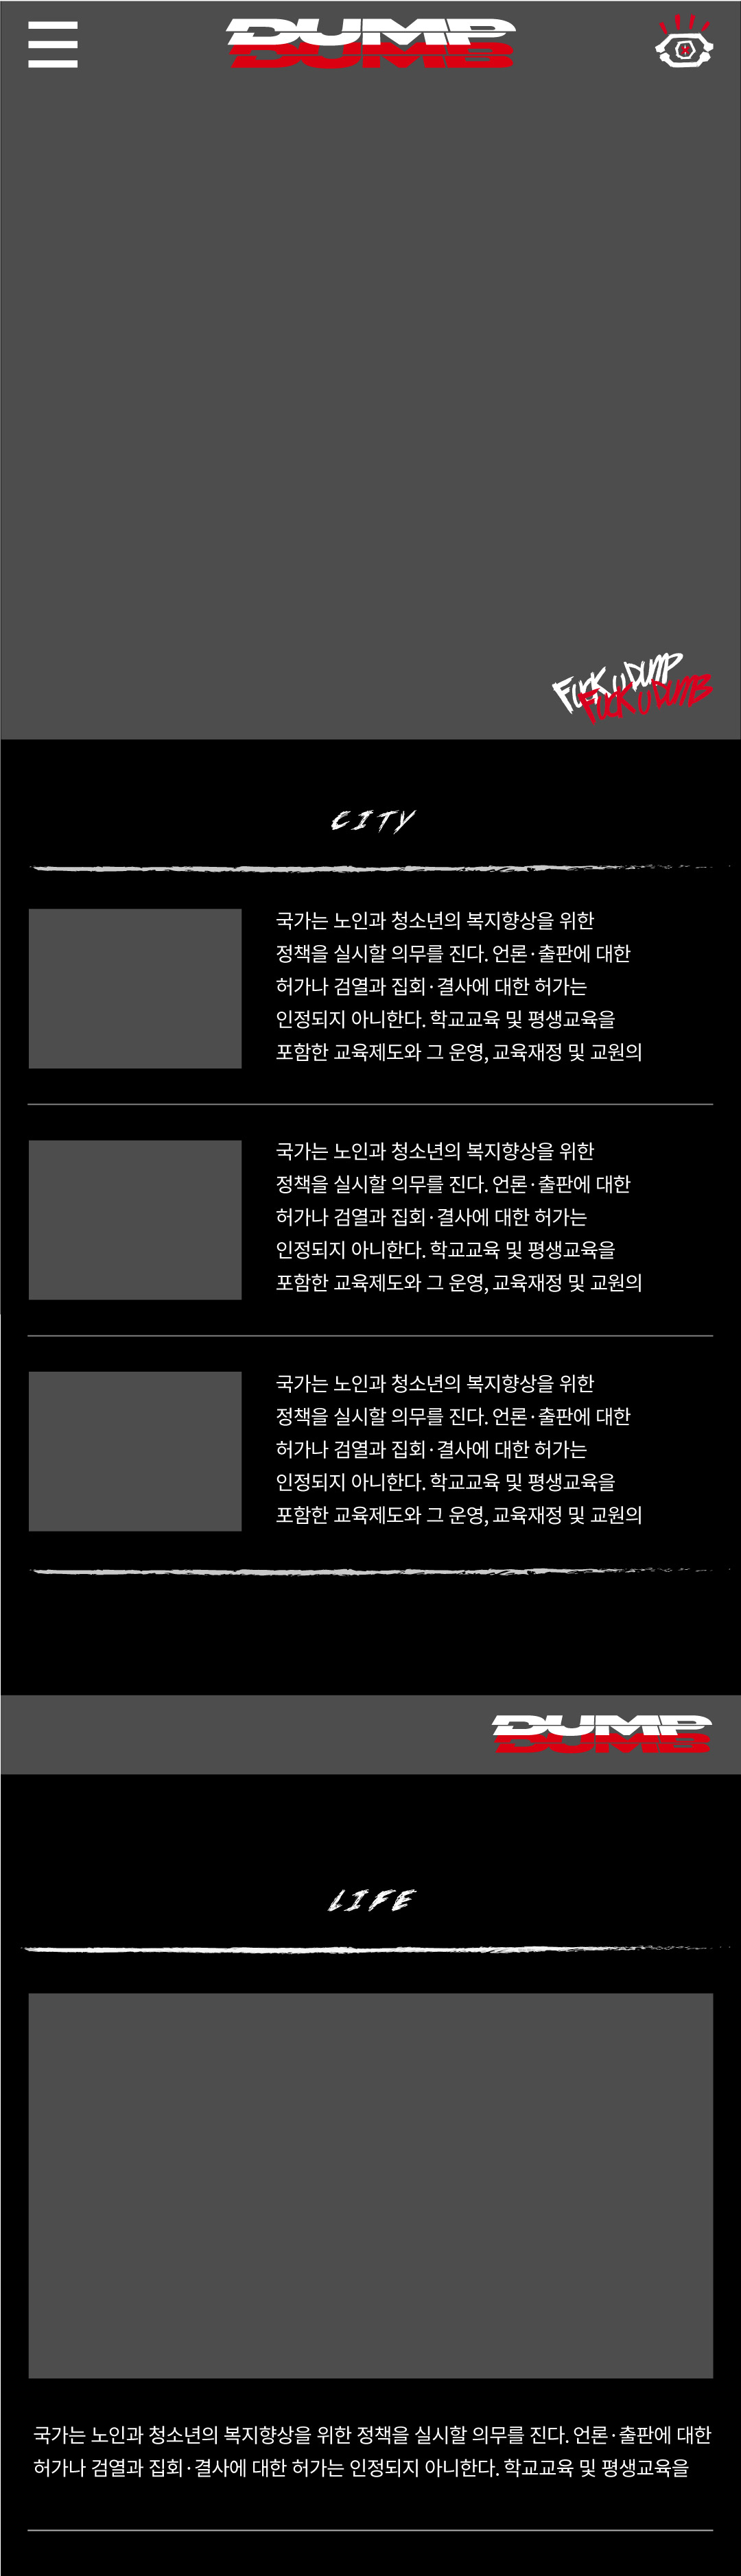 DUMP
DUMB
FUCK U DUMP
FUCK U DUMB
CITY
국가는 노인과 청소년의 복지향상을 위한
정책을 실시할 의무를 진다. 언론·출판에 대한
허가나 검열과 집회·결사에 대한 허가는
인정되지 아니한다. 학교교육 및 평생교육을
포함한 교육제도와 그 운영, 교육재정 및 교원의
국가는 노인과 청소년의 복지향상을 위한
정책을 실시할 의무를 진다. 언론·출판에 대한
허가나 검열과 집회·결사에 대한 허가는
인정되지 아니한다. 학교교육 및 평생교육을
포함한 교육제도와 그 운영, 교육재정 및 교원의
국가는 노인과 청소년의 복지향상을 위한
정책을 실시할 의무를 진다. 언론·출판에 대한
허가나 검열과 집회·결사에 대한 허가는
인정되지 아니한다. 학교교육 및 평생교육을
포함한 교육제도와 그 운영, 교육재정 및 교원의
DUMP
DUMB
LIFE
국가는 노인과 청소년의 복지향상을 위한 정책을 실시할 의무를 진다. 언론·출판에 대한
허가나 검열과 집회·결사에 대한 허가는 인정되지 아니한다. 학교교육 및 평생교육을